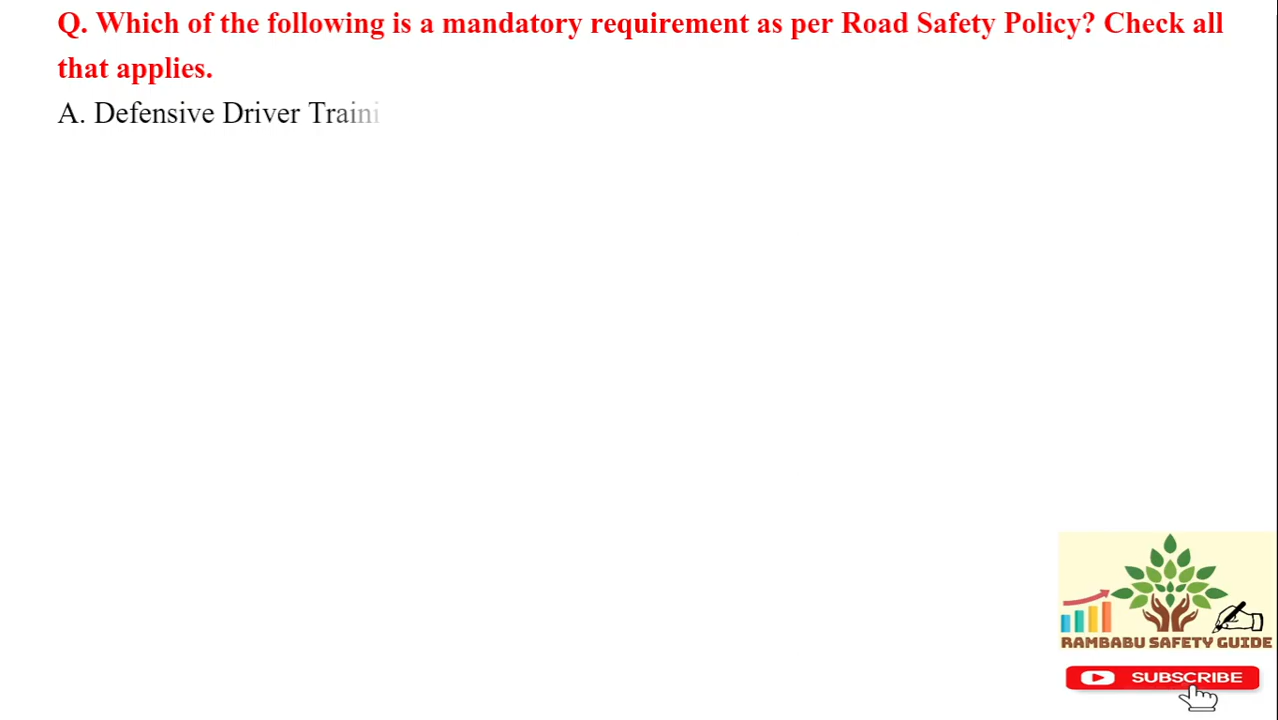 Q. Which of the following is a mandatory requirement as per Road Safety Policy? Check all
that applies.
A. Defensive Driver Traini
RAMBABU SAFETY GUIDE
SUBSCRIBE